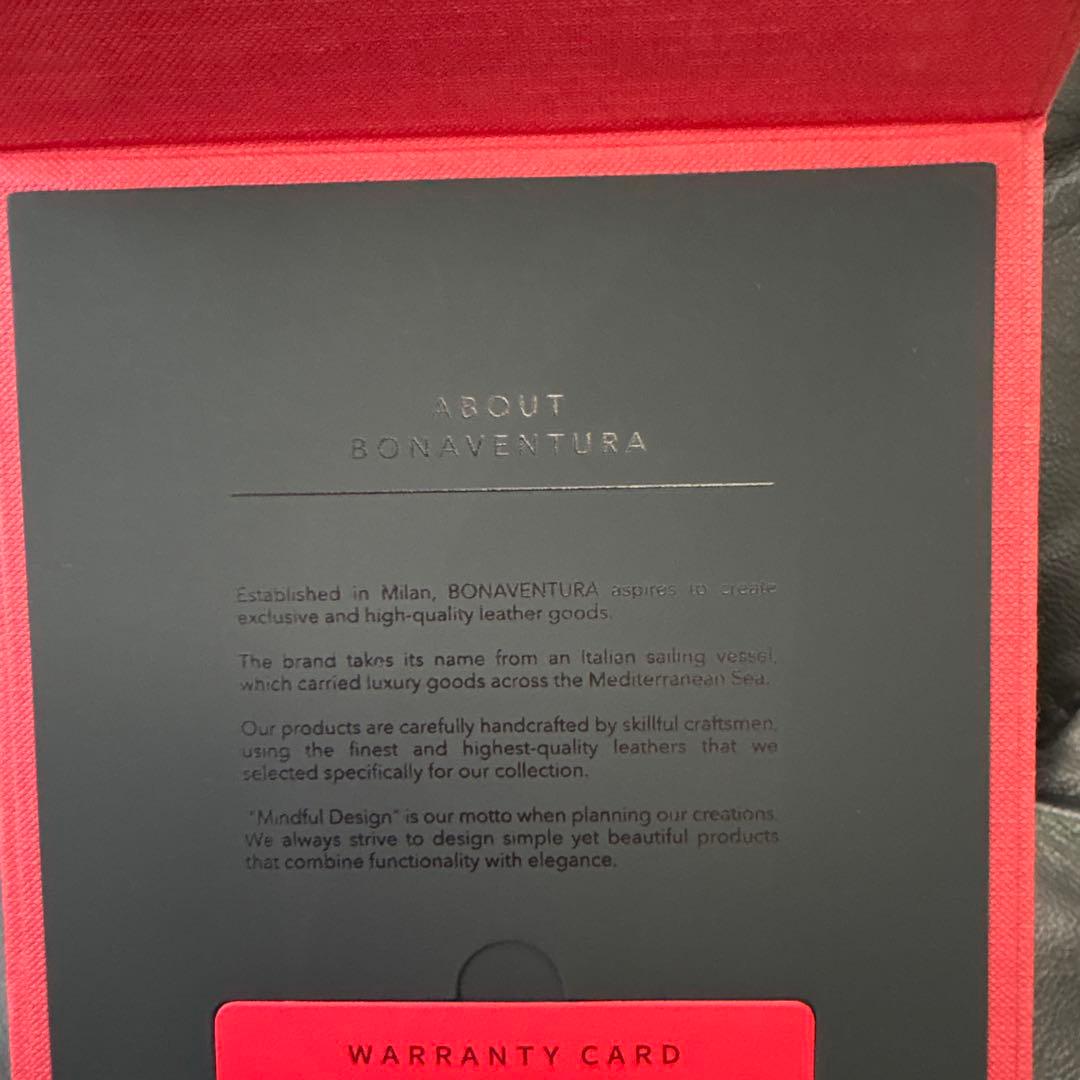 ABOUT
BONAVENTURA
Established in Milan, BONAVENTURA aspires to create
exclusive and high-quality leather goods.
The brand takes its name from an Italian sailing vessel,
which carried luxury goods across the Mediterranean Sea.
Our products are carefully handcrafted by skillful craftsmen,
using the finest and highest-quality leathers that we
selected specifically for our collection.
"Mindful Design" is our motto when planning our creations.
We always strive to design simple yet beautiful products
that combine functionality with elegance.
WARRANTY CARD